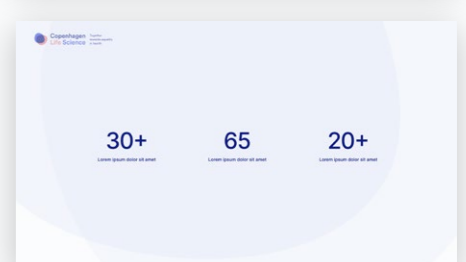 Copenhagen
Life Science
30+
65
20+
Lorem ipsum dolor sit amet
Lorem ipsum dolor sit amet
Lorem ipsum dolor sit amet